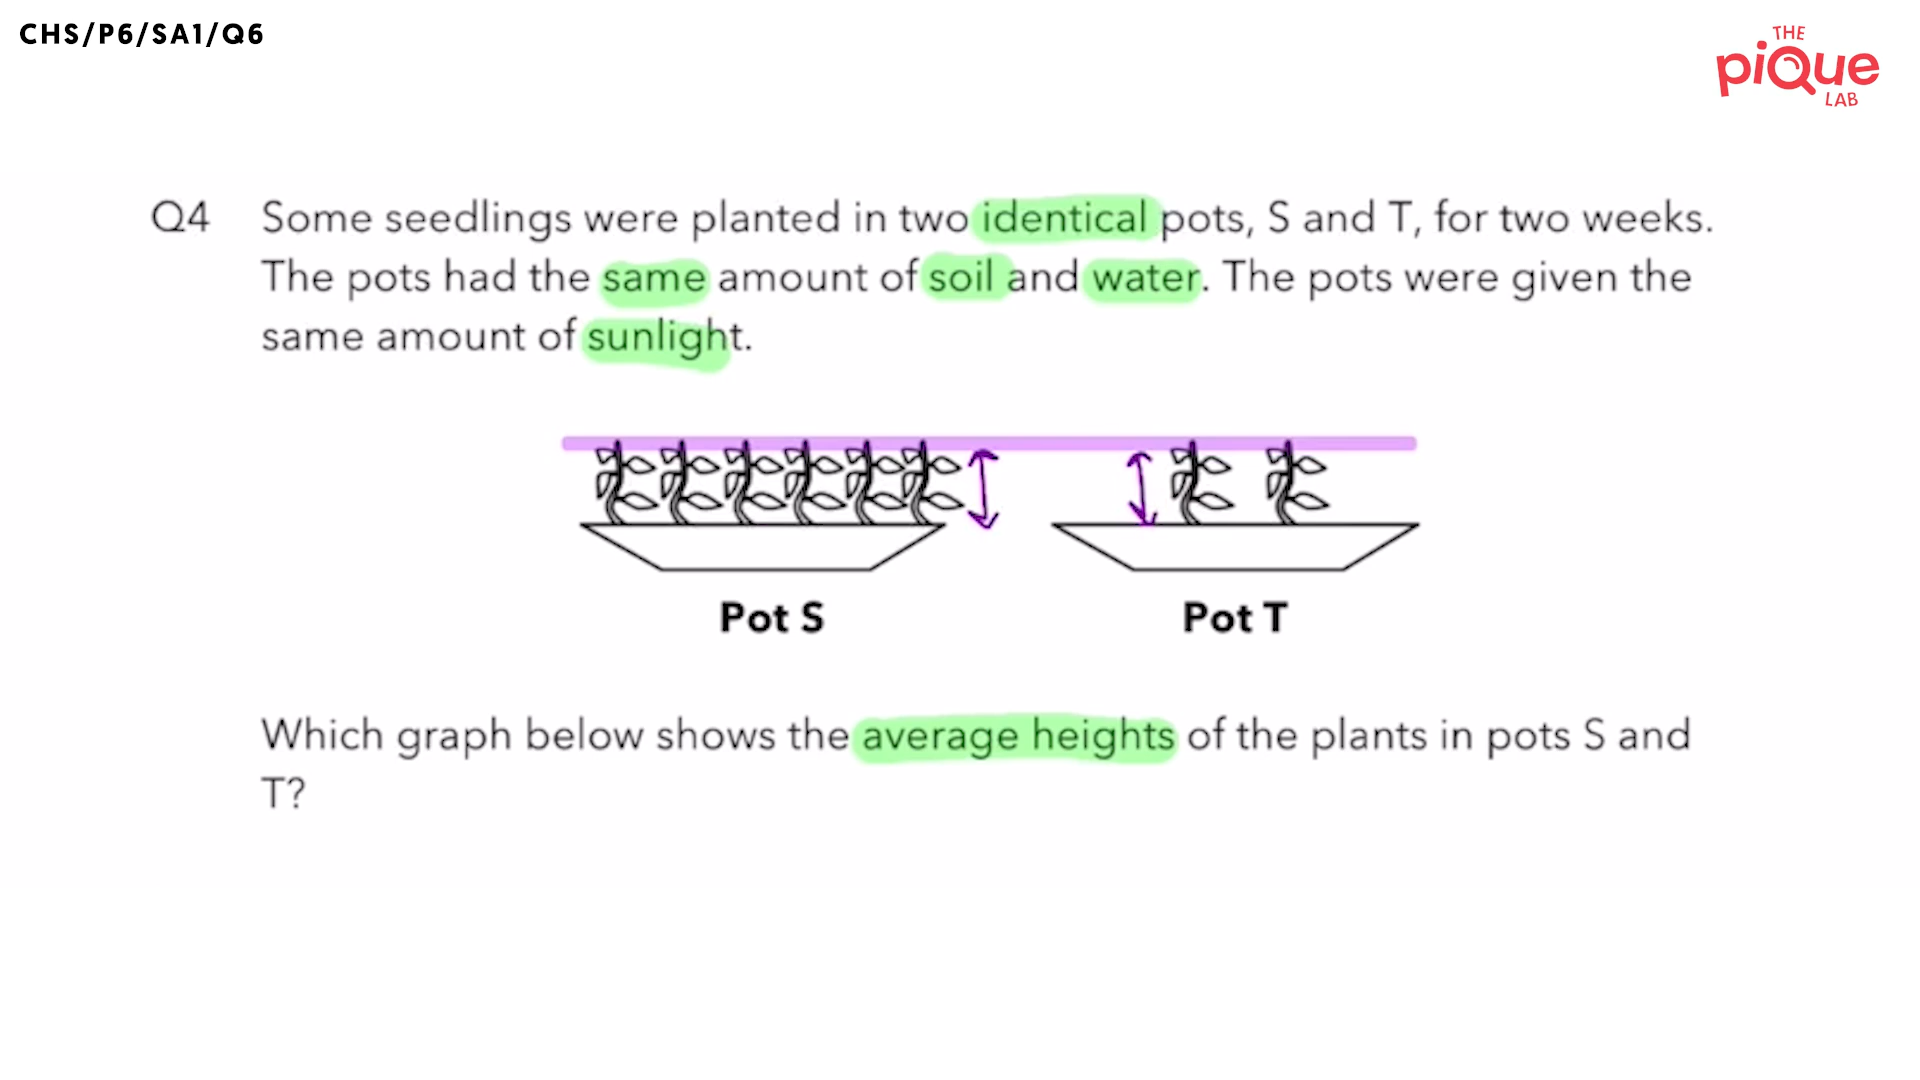 CHS/P6/SA1/Q6
THE
piQue
LAB
Q4 Some seedlings were planted in two identical pots, S and T, for two weeks.
The pots had the same amount of soil and water. The pots were given the
same amount of sunlight.
Pot S Pot T
Which graph below shows the average heights of the plants in pots S and
T?